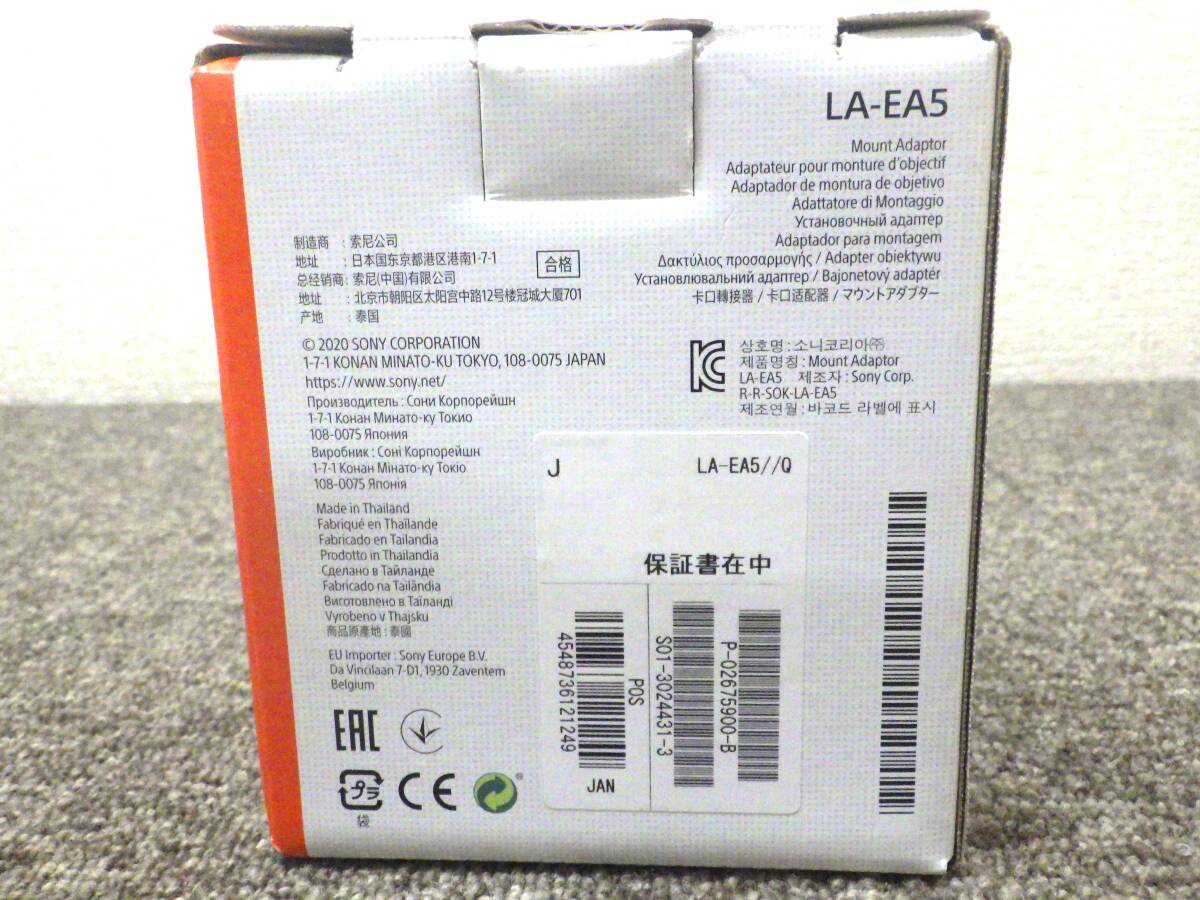 LA-EA5
Mount Adaptor
Adaptateur pour monture d'objectif
Adaptador de montura de objetivo
Adattatore di Montaggio
Установочный адаптер
Adaptador para montagem
Δακτύλιος προσαρμογής / Adapter obiektywu
Установлювальний адаптер / Bajonetový adaptér
卡口轉接器 / 卡口适配器 / マウントアダプター
制造商 : 索尼公司
地址 : 日本国东京都港区港南1-7-1
总经销商 : 索尼(中国)有限公司
地址 : 北京市朝阳区太阳宫中路12号楼冠城大厦701
产地 : 泰国
合格
© 2020 SONY CORPORATION
1-7-1 KONAN MINATO-KU TOKYO, 108-0075 JAPAN
https://www.sony.net/
Производитель : Сони Корпорейшн
1-7-1 Конан Минато-ку Токио
108-0075 Япония
Виробник : Соні Корпорейшн
1-7-1 Конан Мінато-ку Токіо
108-0075 Японія
상호명 : 소니코리아㈜
제품명칭 : Mount Adaptor
LA-EA5 제조자 : Sony Corp.
R-R-SOK-LA-EA5
제조연월 : 바코드 라벨에 표시
Made in Thailand
Fabriqué en Thaïlande
Fabricado en Tailandia
Prodotto in Thailandia
Сделано в Тайланде
Fabricado na Tailândia
Виготовлено в Таїланді
Vyrobeno v Thajsku
商品原產地 : 泰國
EU Importer : Sony Europe B.V.
Da Vincilaan 7-D1, 1930 Zaventem
Belgium
EAC
プラ
袋
CE
J
LA-EA5//Q
保証書在中
4548736121249
POS
JAN
S01-3024431-3
P-02675900-B